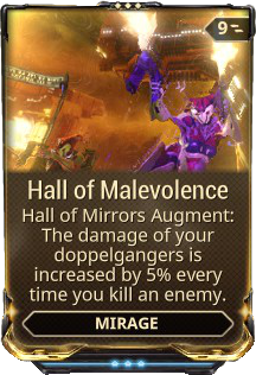 9
Hall of Malevolence
Hall of Mirrors Augment:
The damage of your
doppelgangers is
increased by 5% every
time you kill an enemy.
MIRAGE